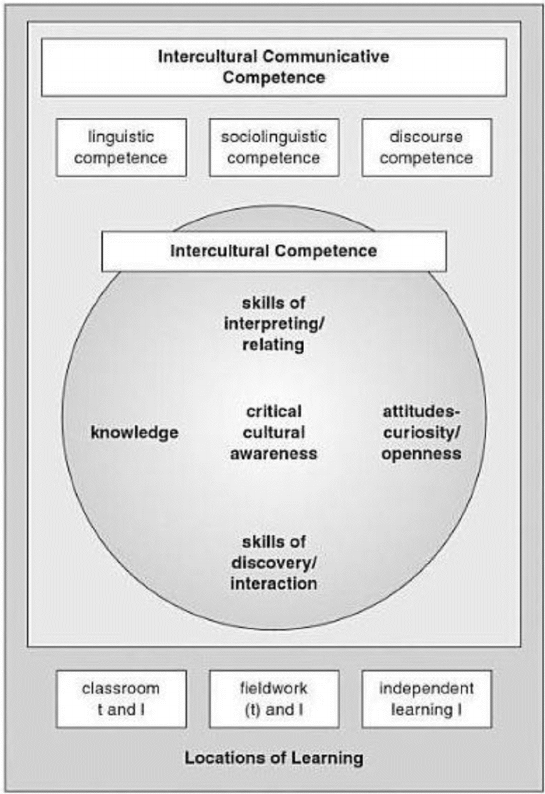 Intercultural Communicative
Competence
linguistic
competence
sociolinguistic
competence
discourse
competence
Intercultural Competence
skills of
interpreting/
relating
knowledge
critical
cultural
awareness
attitudes-
curiosity/
openness
skills of
discovery/
interaction
classroom
t and l
fieldwork
(t) and l
independent
learning l
Locations of Learning